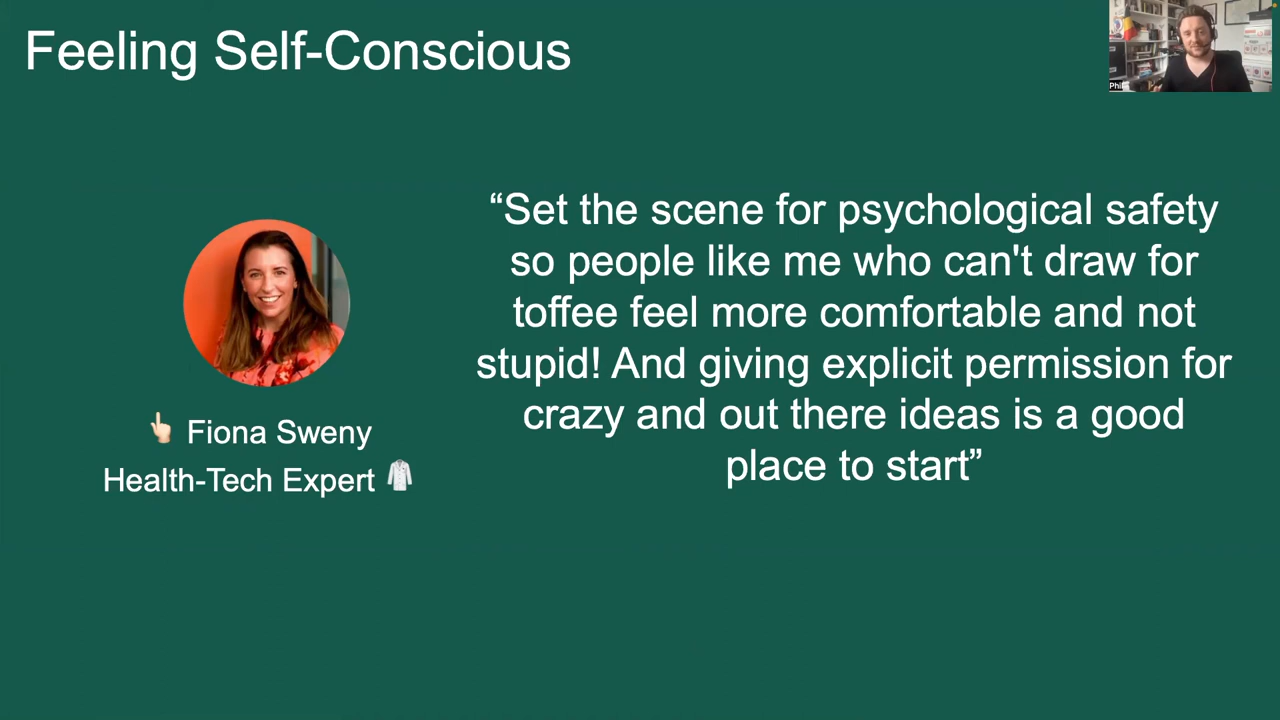 Feeling Self-Conscious
“Set the scene for psychological safety
so people like me who can't draw for
toffee feel more comfortable and not
stupid! And giving explicit permission for
crazy and out there ideas is a good
place to start”
👆🏻 Fiona Sweny
Health-Tech Expert 🥼